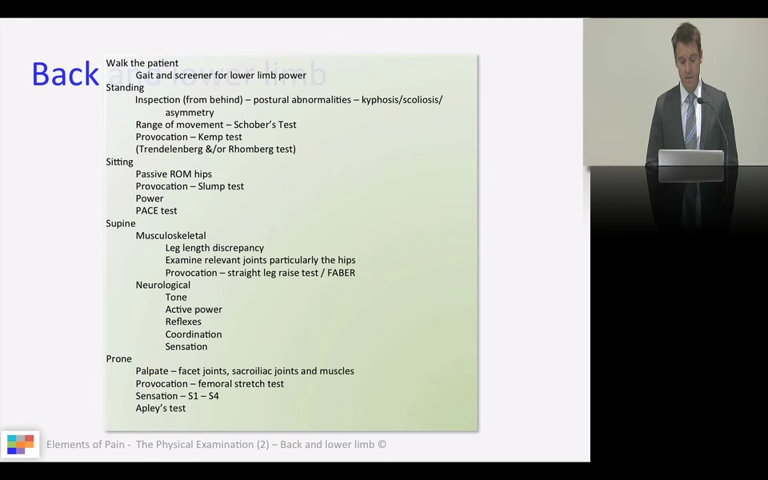 Back and lower limb
Walk the patient
Gait and screener for lower limb power
Standing
Inspection (from behind) – postural abnormalities – kyphosis/scoliosis/
asymmetry
Range of movement – Schober's Test
Provocation – Kemp test
(Trendelenberg &/or Rhomberg test)
Sitting
Passive ROM hips
Provocation – Slump test
Power
PACE test
Supine
Musculoskeletal
Leg length discrepancy
Examine relevant joints particularly the hips
Provocation – straight leg raise test / FABER
Neurological
Tone
Active power
Reflexes
Coordination
Sensation
Prone
Palpate – facet joints, sacroiliac joints and muscles
Provocation – femoral stretch test
Sensation – S1 – S4
Apley's test
Elements of Pain - The Physical Examination (2) – Back and lower limb ©